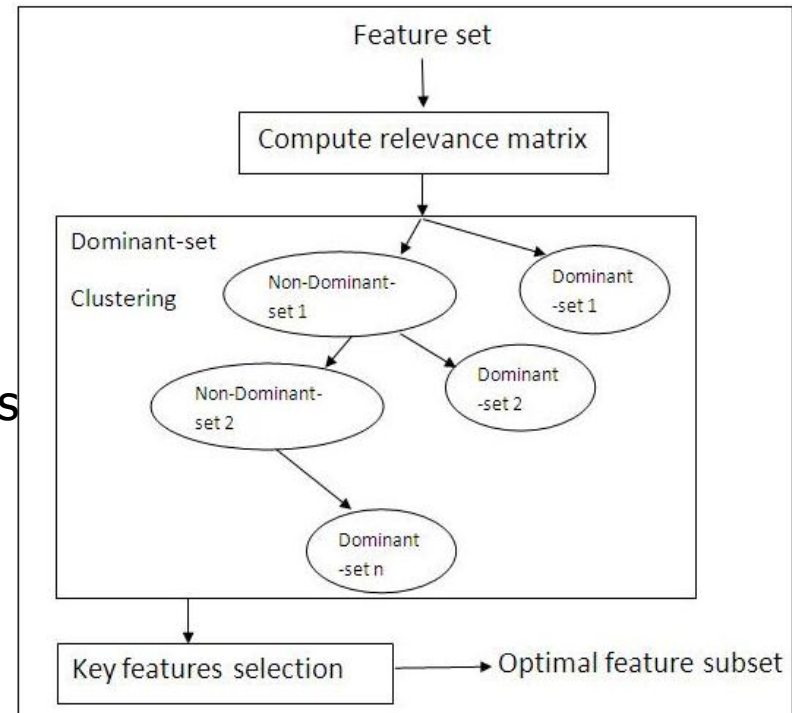 Feature set
Compute relevance matrix
Dominant-set
Clustering
Non-Dominant-
set 1
Dominant
-set 1
Non-Dominant-
set 2
Dominant
-set 2
s
Dominant
-set n
Key features selection
Optimal feature subset